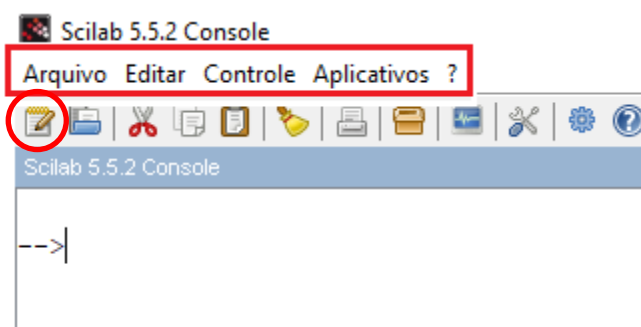 Scilab 5.5.2 Console
Arquivo Editar Controle Aplicativos ?
Scilab 5.5.2 Console
-->